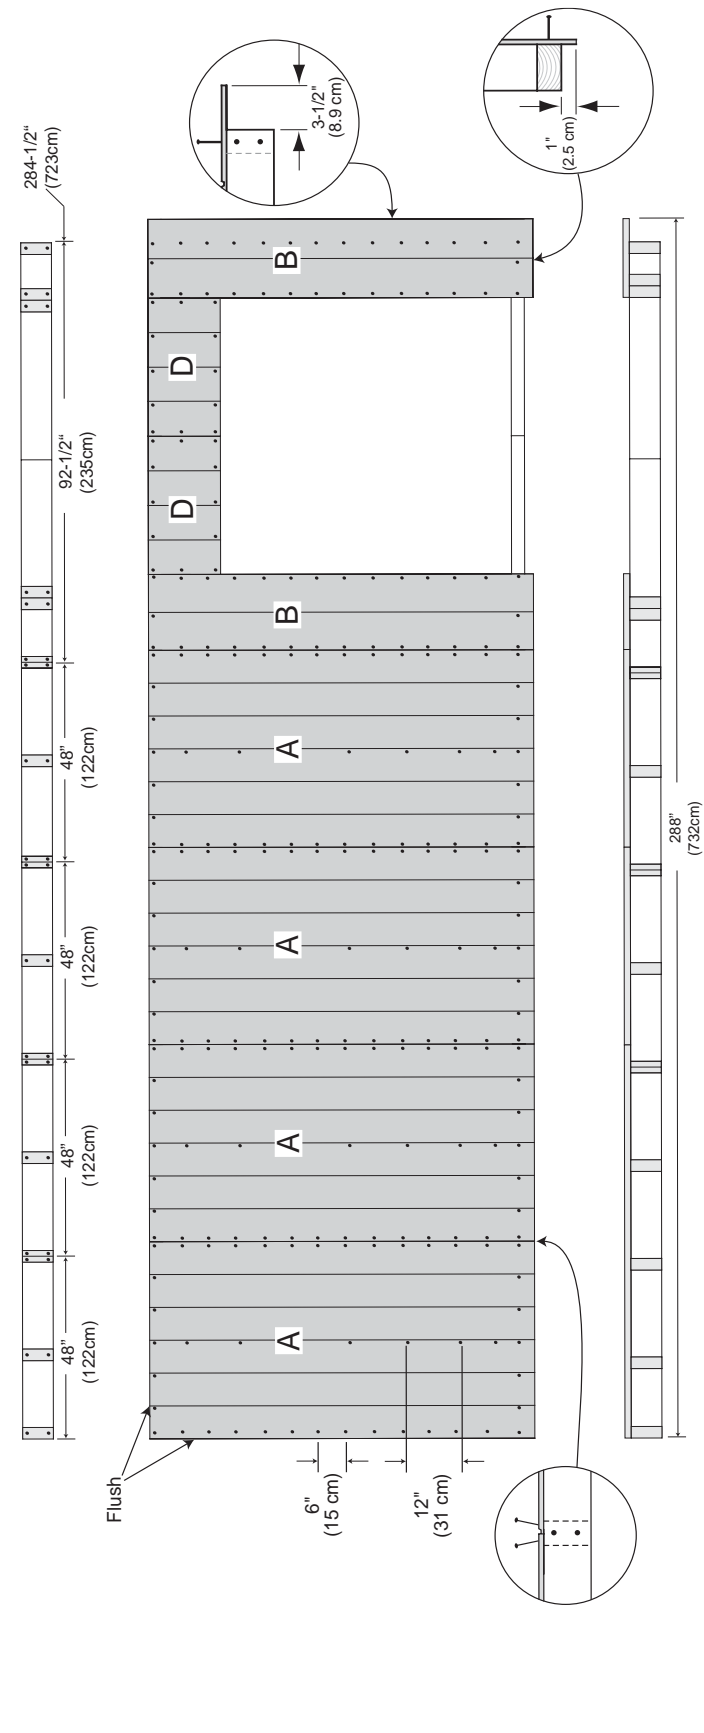 48”
(122cm)
48”
(122cm)
48”
(122cm)
48”
(122cm)
92-1/2“
(235cm)
284-1/2“
(723cm)
Flush
D
D
A
A
A
A
B
B
6"
(15 cm)
12"
(31 cm)
3-1/2"
(8.9 cm)
1"
(2.5 cm)
288”
(732cm)